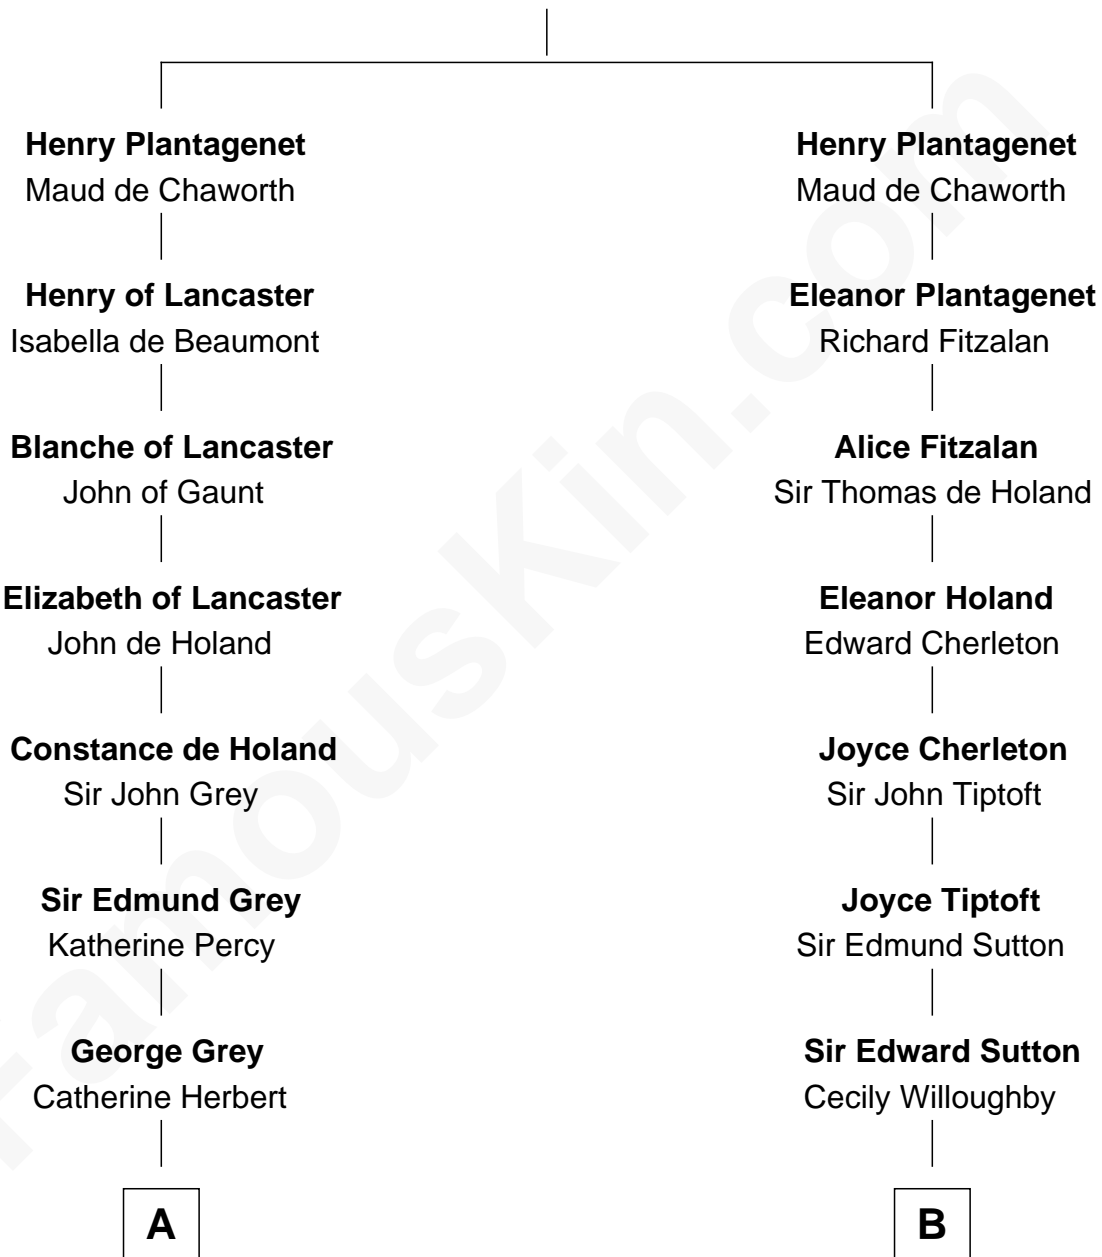 Henry Plantagenet
Maud de Chaworth
Henry of Lancaster
Isabella de Beaumont
Blanche of Lancaster
John of Gaunt
Elizabeth of Lancaster
John de Holand
Constance de Holand
Sir John Grey
Sir Edmund Grey
Katherine Percy
George Grey
Catherine Herbert
A
Henry Plantagenet
Maud de Chaworth
Eleanor Plantagenet
Richard Fitzalan
Alice Fitzalan
Sir Thomas de Holand
Eleanor Holand
Edward Cherleton
Joyce Cherleton
Sir John Tiptoft
Joyce Tiptoft
Sir Edmund Sutton
Sir Edward Sutton
Cecily Willoughby
B
FamousKin.com